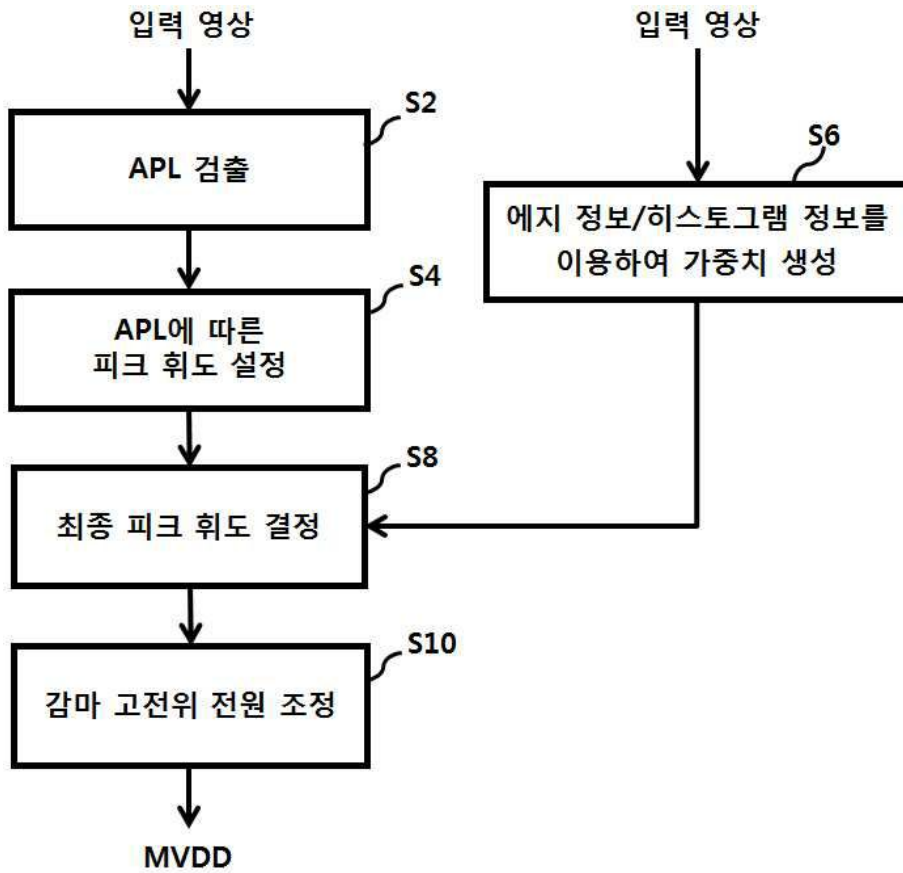 입력 영상
S2
APL 검출
S4
APL에 따른
피크 휘도 설정
S8
최종 피크 휘도 결정
S10
감마 고전위 전원 조정
MVDD
입력 영상
S6
에지 정보/히스토그램 정보를
이용하여 가중치 생성